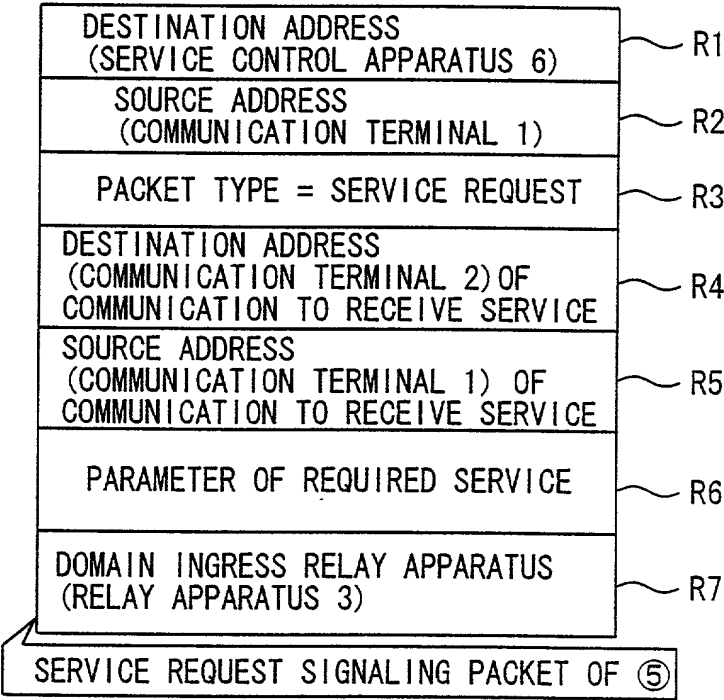 DESTINATION ADDRESS
(SERVICE CONTROL APPARATUS 6)
R1
SOURCE ADDRESS
(COMMUNICATION TERMINAL 1)
R2
PACKET TYPE = SERVICE REQUEST
R3
DESTINATION ADDRESS
(COMMUNICATION TERMINAL 2) OF
COMMUNICATION TO RECEIVE SERVICE
R4
SOURCE ADDRESS
(COMMUNICATION TERMINAL 1) OF
COMMUNICATION TO RECEIVE SERVICE
R5
PARAMETER OF REQUIRED SERVICE
R6
DOMAIN INGRESS RELAY APPARATUS
(RELAY APPARATUS 3)
R7
SERVICE REQUEST SIGNALING PACKET OF ⑤